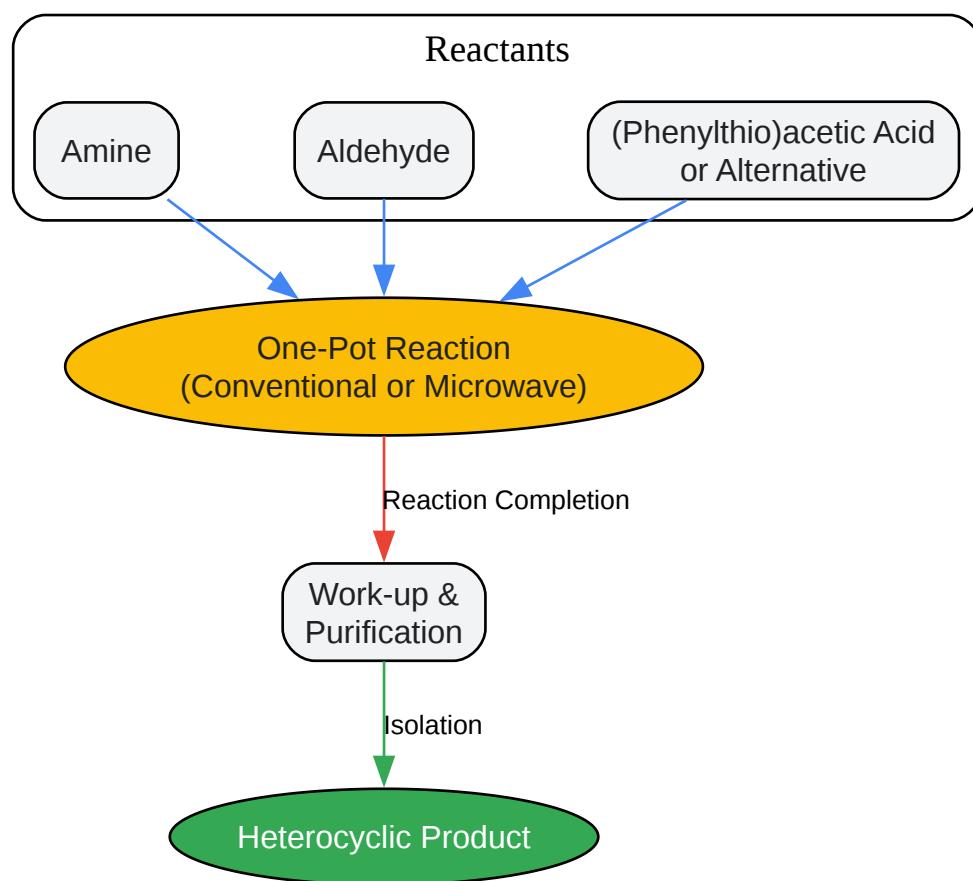 Reactants
Amine
Aldehyde
(Phenylthio)acetic Acid
or Alternative
One-Pot Reaction
(Conventional or Microwave)
Reaction Completion
Work-up &
Purification
Isolation
Heterocyclic Product